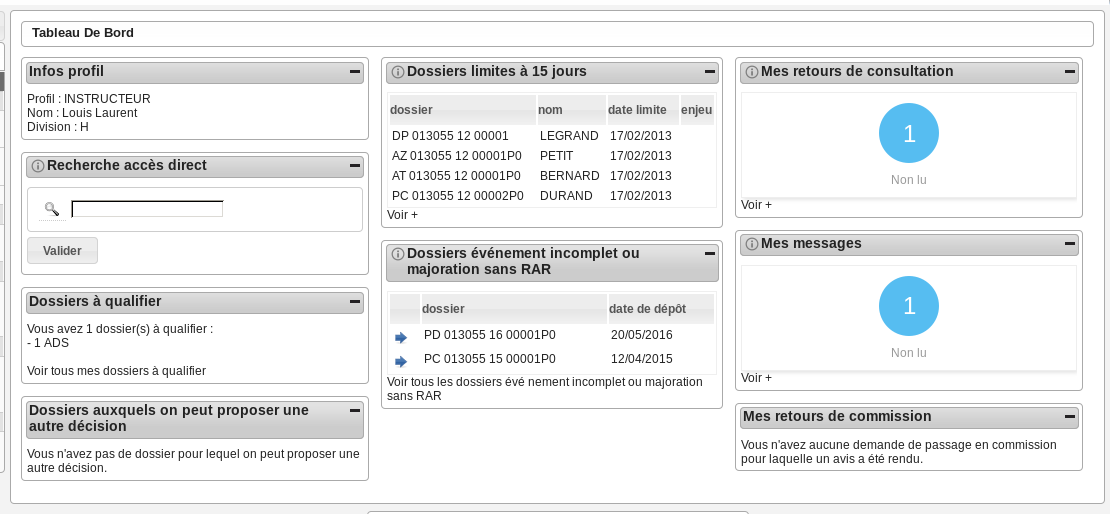 Tableau De Bord
Infos profil
Profil : INSTRUCTEUR
Nom : Louis Laurent
Division : H
Recherche accès direct
Valider
Dossiers à qualifier
Vous avez 1 dossier(s) à qualifier :
- 1 ADS
Voir tous mes dossiers à qualifier
Dossiers auxquels on peut proposer une
autre décision
Vous n'avez pas de dossier pour lequel on peut proposer une
autre décision.
Dossiers limites à 15 jours
dossier nom date limite enjeu
DP 013055 12 00001 LEGRAND 17/02/2013
AZ 013055 12 00001P0 PETIT 17/02/2013
AT 013055 12 00001P0 BERNARD 17/02/2013
PC 013055 12 00002P0 DURAND 17/02/2013
Voir +
Dossiers événement incomplet ou
majoration sans RAR
dossier date de dépôt
PD 013055 16 00001P0 20/05/2016
PC 013055 15 00001P0 12/04/2015
Voir tous les dossiers évé nement incomplet ou majoration
sans RAR
Mes retours de consultation
1
Non lu
Voir +
Mes messages
1
Non lu
Voir +
Mes retours de commission
Vous n'avez aucune demande de passage en commission
pour laquelle un avis a été rendu.